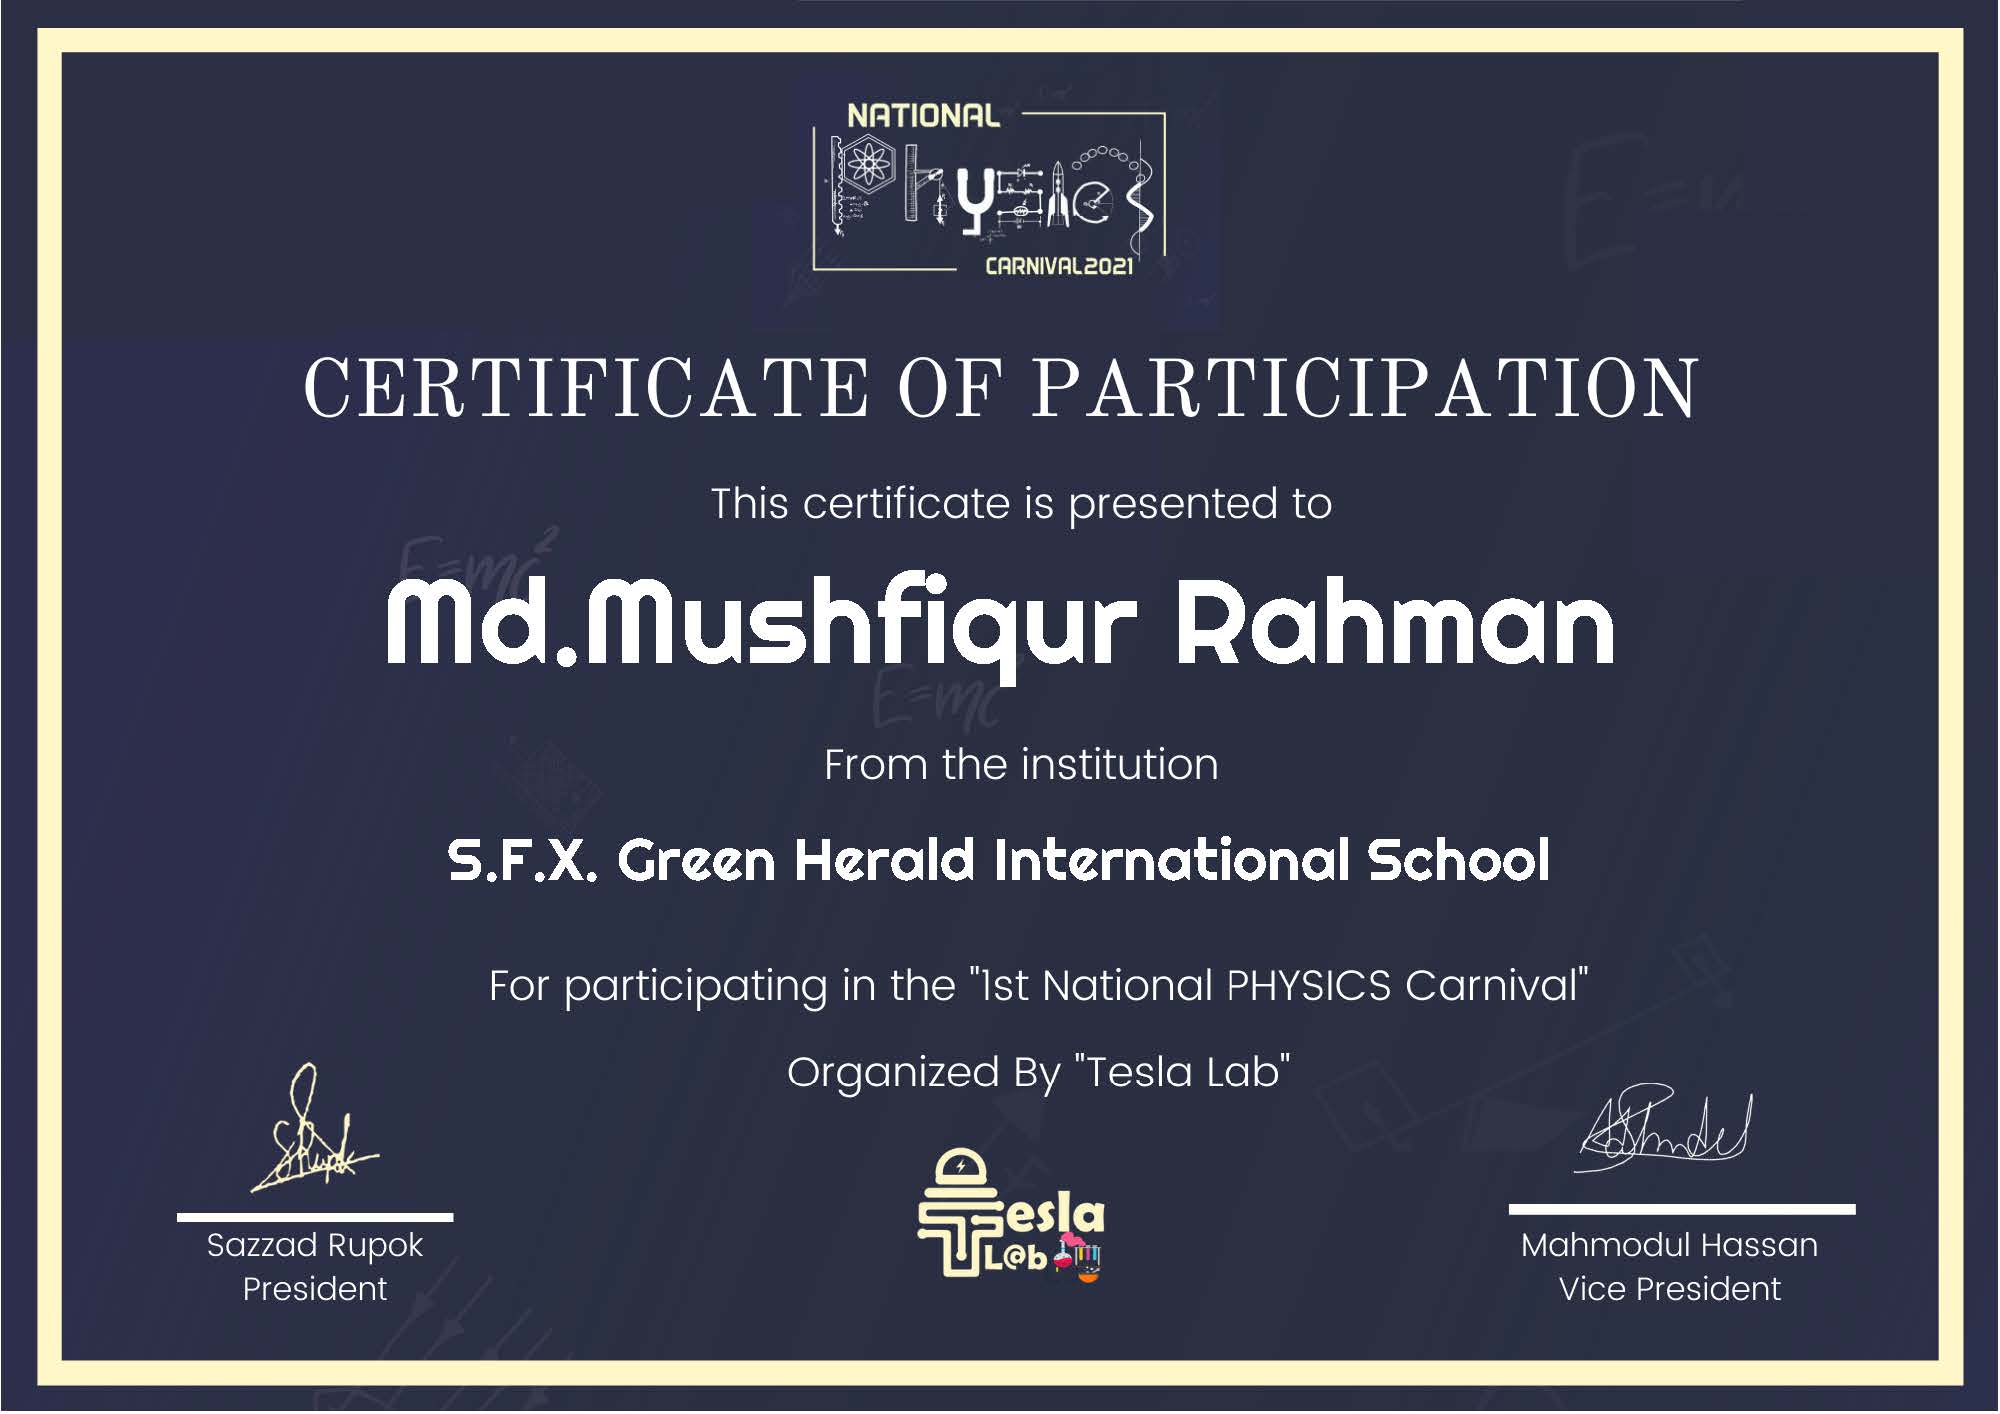 NATIONAL
Physics
CARNIVAL2021
CERTIFICATE OF PARTICIPATION
This certificate is presented to
E=mc²
Md.Mushfiqur Rahman
E=mc
From the institution
S.F.X. Green Herald International School
For participating in the "1st National PHYSICS Carnival"
Organized By "Tesla Lab"
Tesla
L@b
Sazzad Rupok
President
Mahmodul Hassan
Vice President